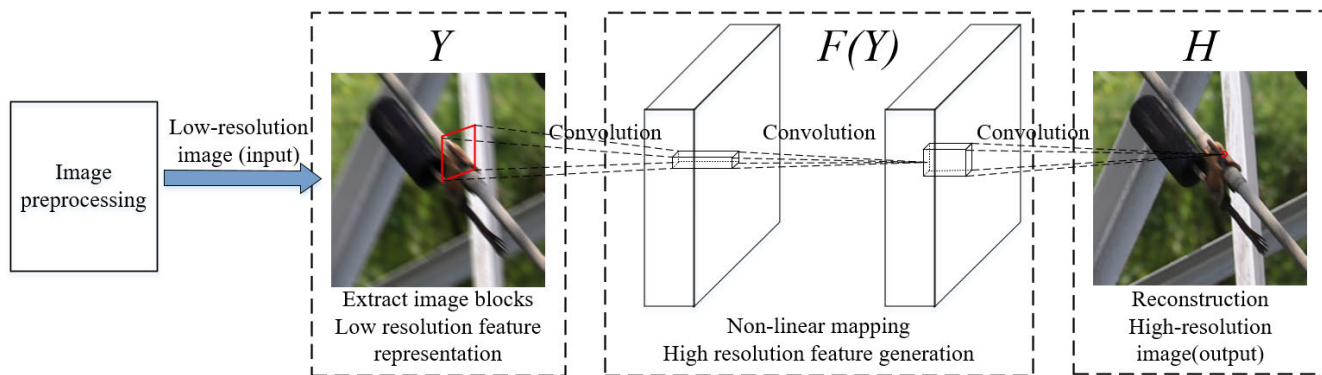 Image
preprocessing
Low-resolution
image (input)
Y
Extract image blocks
Low resolution feature
representation
Convolution
F(Y)
Convolution
Non-linear mapping
High resolution feature generation
Convolution
H
Reconstruction
High-resolution
image(output)